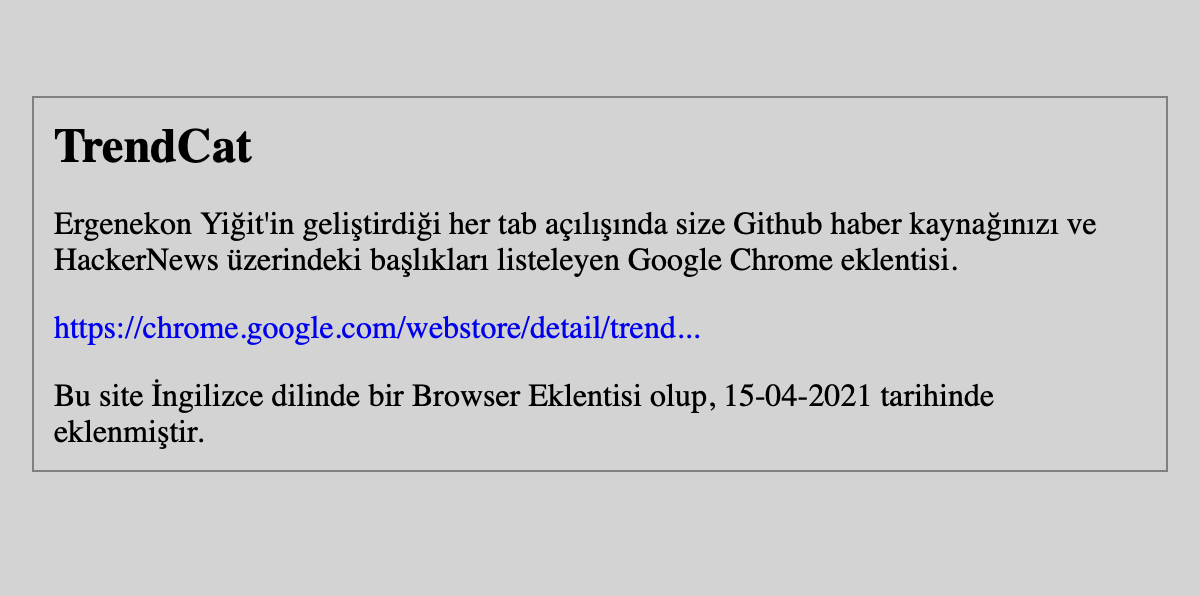 TrendCat
Ergenekon Yiğit'in geliştirdiği her tab açılışında size Github haber kaynağınızı ve
HackerNews üzerindeki başlıkları listeleyen Google Chrome eklentisi.
https://chrome.google.com/webstore/detail/trend...
Bu site İngilizce dilinde bir Browser Eklentisi olup, 15-04-2021 tarihinde
eklenmiştir.